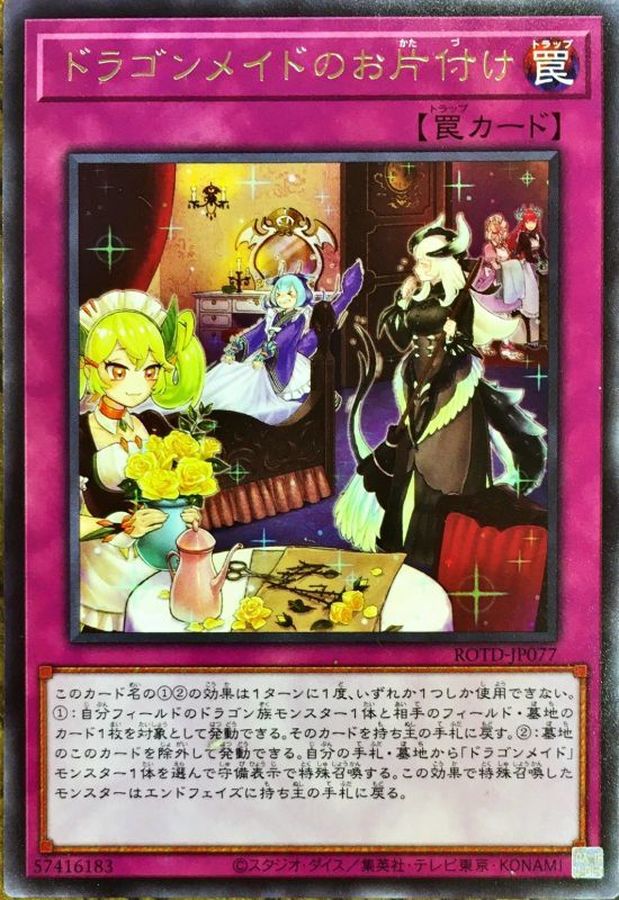 ドラゴンメイドのお片付け 罠
【罠カード】
ROTD-JP077
このカード名の①②の効果は1ターンに1度、いずれか1つしか使用できない。
①:自分フィールドのドラゴン族モンスター1体と相手のフィールド・墓地の
カード1枚を対象として発動できる。そのカードを持ち主の手札に戻す。②:墓地
のこのカードを除外して発動できる。自分の手札・墓地から「ドラゴンメイド」
モンスター1体を選んで守備表示で特殊召喚する。この効果で特殊召喚した
モンスターはエンドフェイズに持ち主の手札に戻る。
57416183 ©スタジオ・ダイス/集英社・テレビ東京・KONAMI